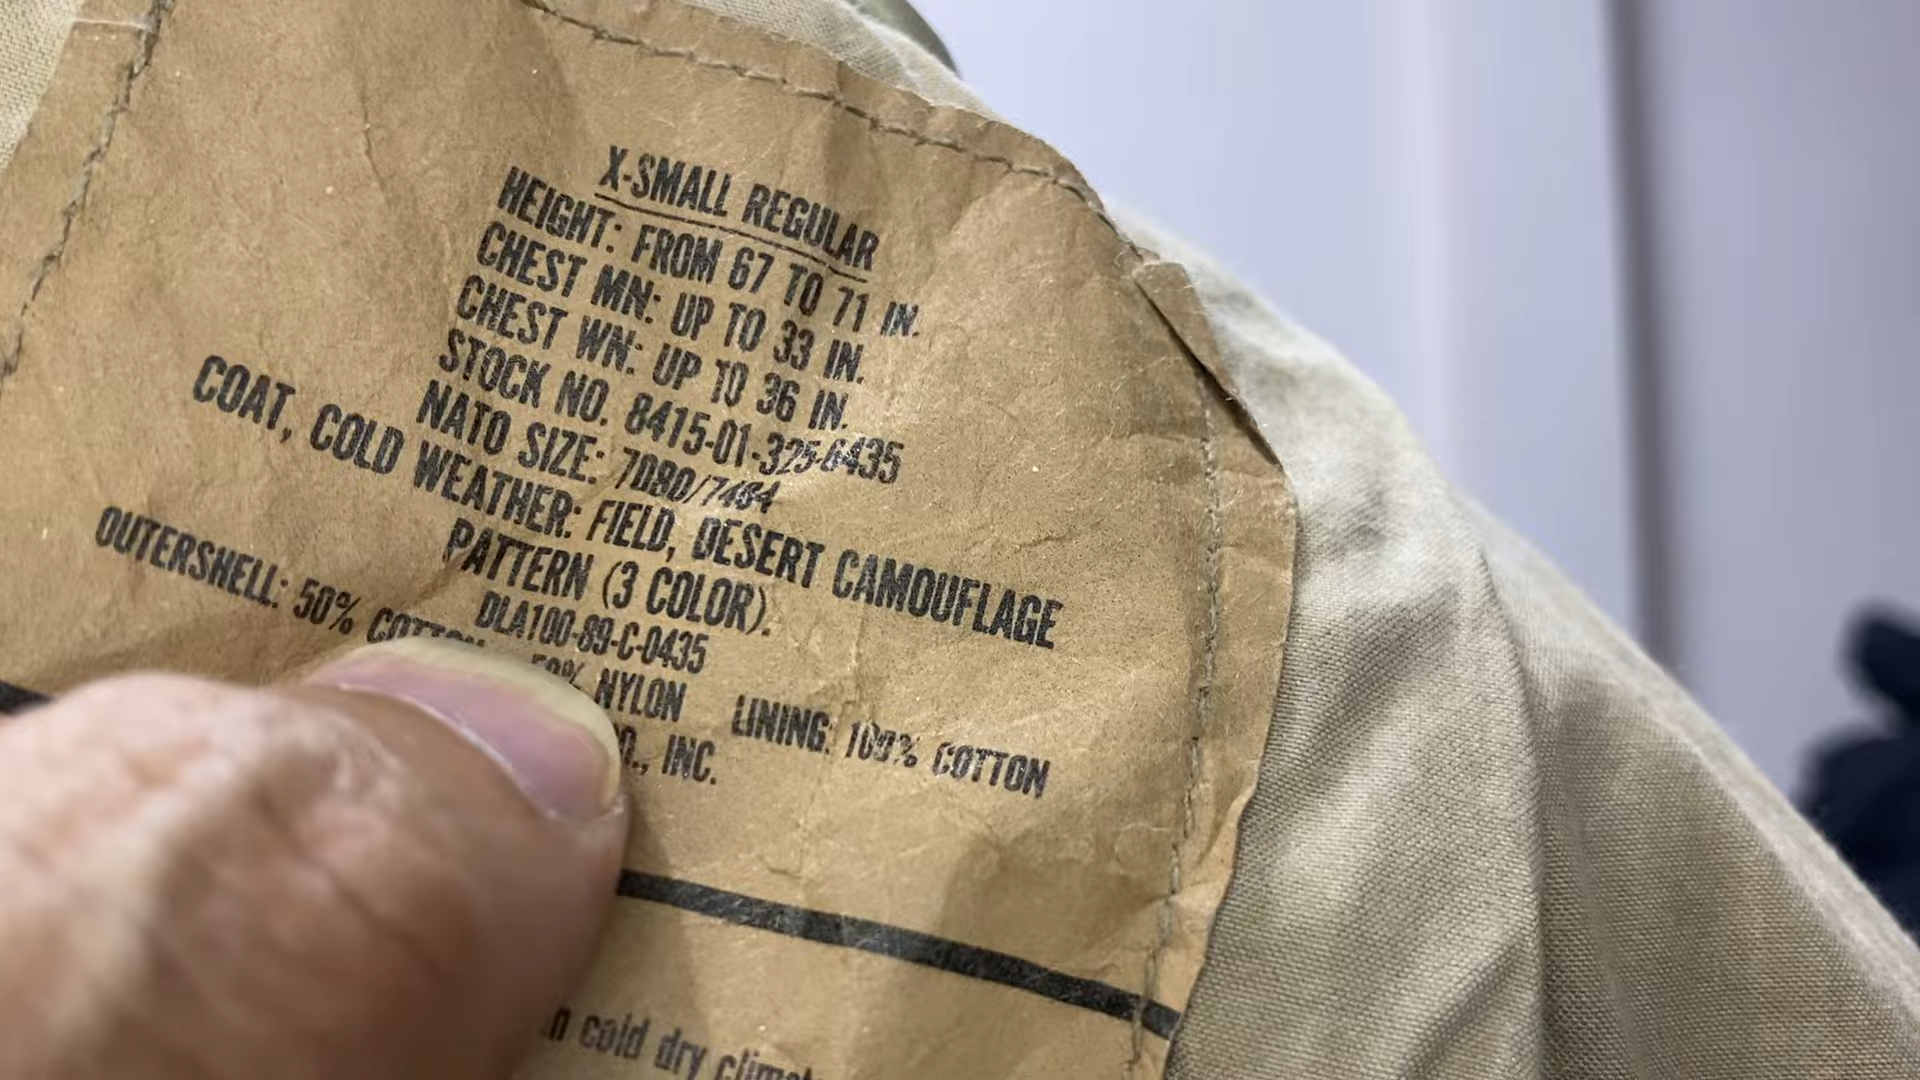 X-SMALL REGULAR
HEIGHT: FROM 67 TO 71 IN.
CHEST MN: UP TO 33 IN.
CHEST WN: UP TO 36 IN.
STOCK NO. 8415-01-325-6435
NATO SIZE: 7080/7484
COAT, COLD WEATHER: FIELD, DESERT CAMOUFLAGE
PATTERN (3 COLOR).
DLA100-89-C-0435
OUTERSHELL: 50% COTTON 50% NYLON LINING: 100% COTTON
INC.
cold dry